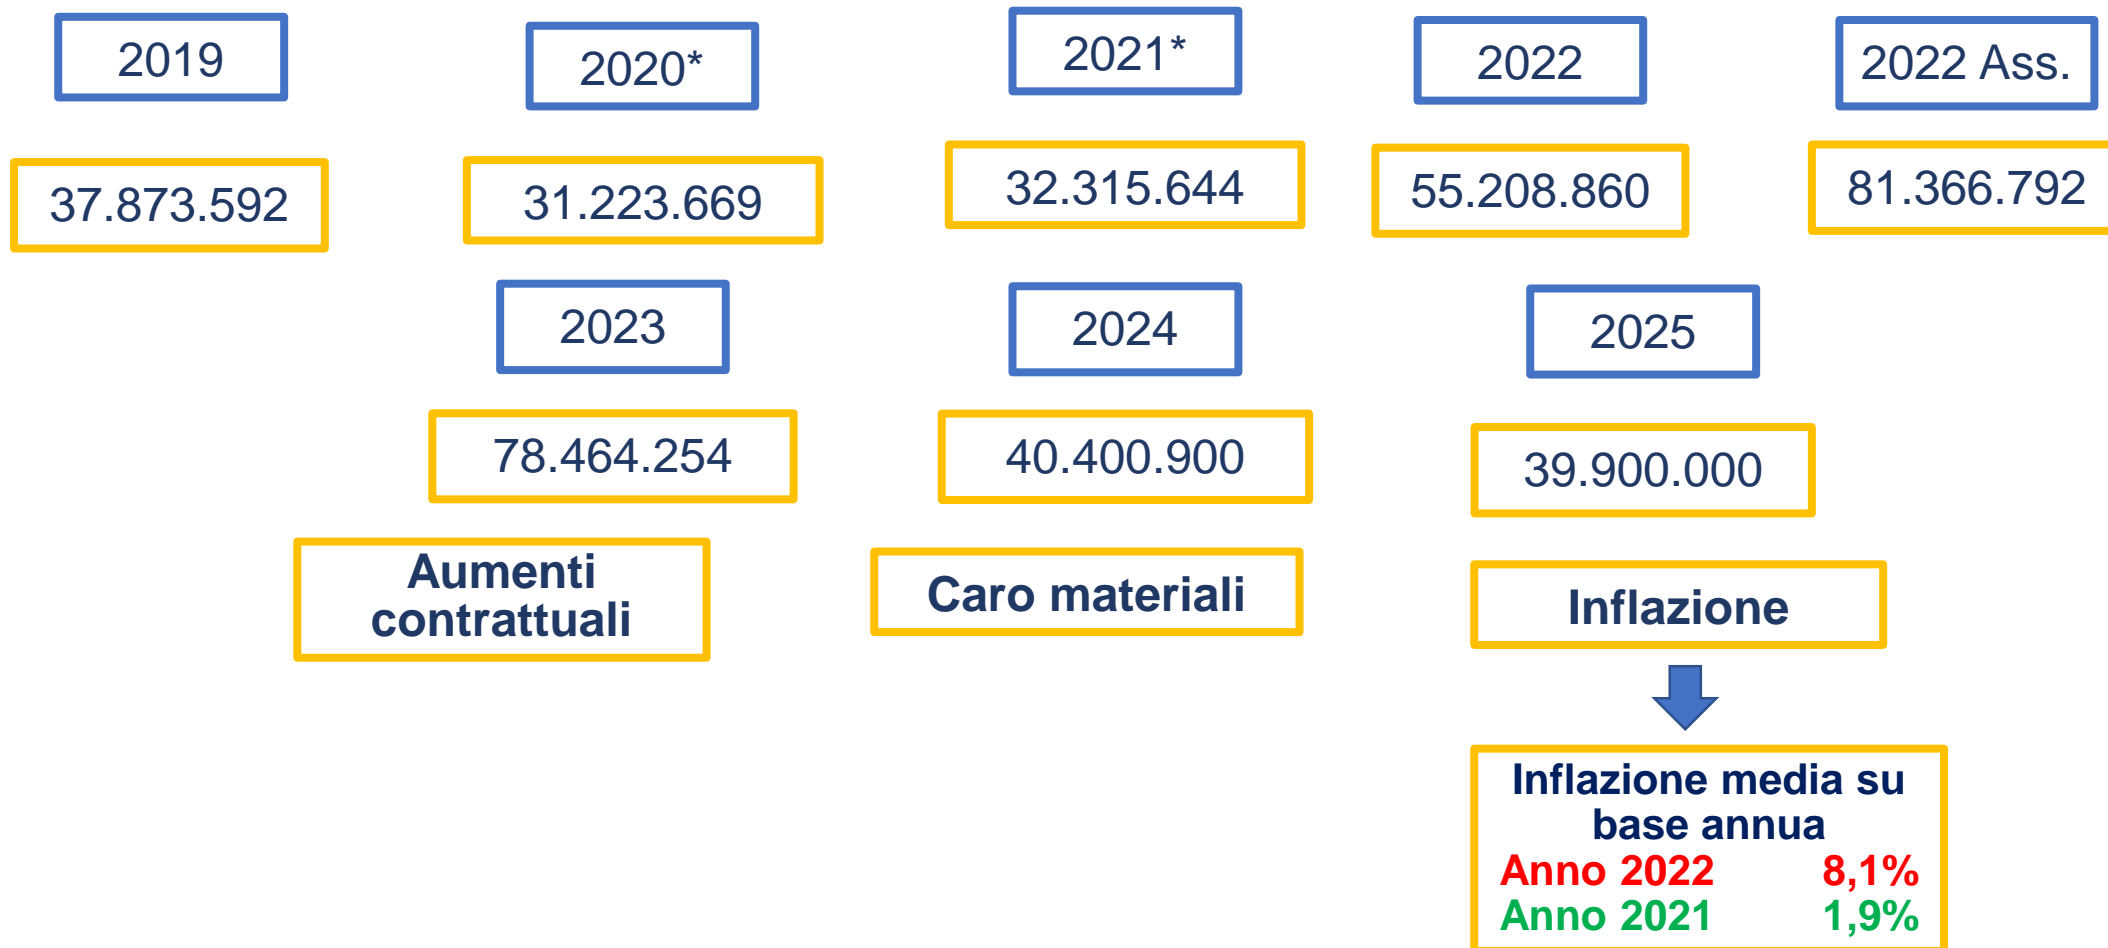 2019
2020*
2021*
2022
2022 Ass.
37.873.592
31.223.669
32.315.644
55.208.860
81.366.792
2023
2024
2025
78.464.254
40.400.900
39.900.000
Aumenti
contrattuali
Caro materiali
Inflazione
Inflazione media su
base annua
Anno 2022 8,1%
Anno 2021 1,9%